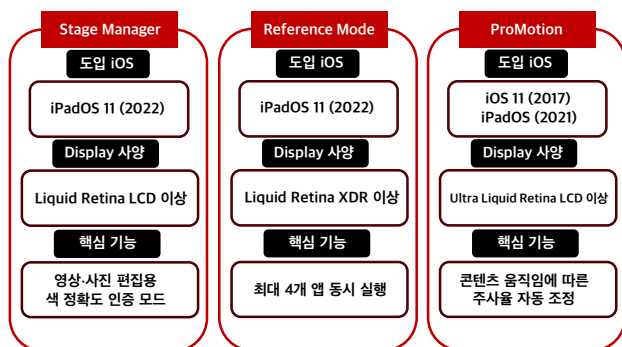 Stage Manager
도입 iOS
iPadOS 11 (2022)
Display 사양
Liquid Retina LCD 이상
핵심 기능
영상·사진 편집용
색 정확도 인증 모드
Reference Mode
도입 iOS
iPadOS 11 (2022)
Display 사양
Liquid Retina XDR 이상
핵심 기능
최대 4개 앱 동시 실행
ProMotion
도입 iOS
iOS 11 (2017)
iPadOS (2021)
Display 사양
Ultra Liquid Retina LCD 이상
핵심 기능
콘텐츠 움직임에 따른
주사율 자동 조정